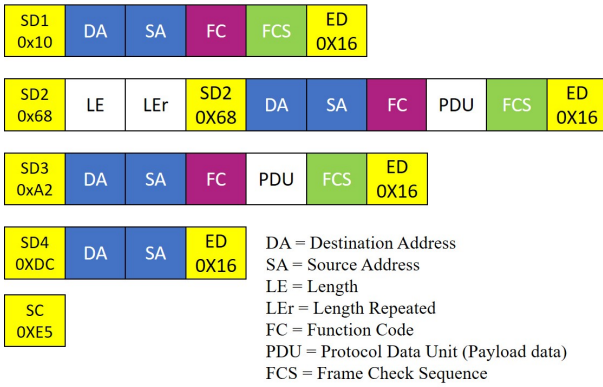 SD1 0x10 DA SA FC FCS ED 0X16
SD2 0x68 LE LEr SD2 0X68 DA SA FC PDU FCS ED 0X16
SD3 0xA2 DA SA FC PDU FCS ED 0X16
SD4 0XDC DA SA ED 0X16
SC 0XE5
DA = Destination Address
SA = Source Address
LE = Length
LEr = Length Repeated
FC = Function Code
PDU = Protocol Data Unit (Payload data)
FCS = Frame Check Sequence